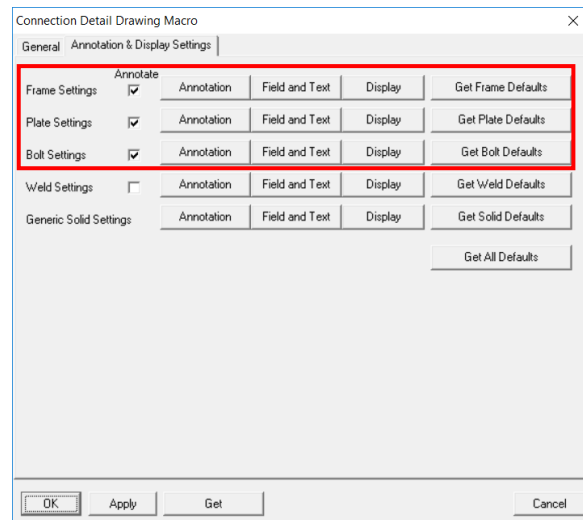 Connection Detail Drawing Macro
General Annotation & Display Settings
Annotate
Frame Settings Annotation Field and Text Display Get Frame Defaults
Plate Settings Annotation Field and Text Display Get Plate Defaults
Bolt Settings Annotation Field and Text Display Get Bolt Defaults
Weld Settings Annotation Field and Text Display Get Weld Defaults
Generic Solid Settings Annotation Field and Text Display Get Solid Defaults
Get All Defaults
OK Apply Get Cancel